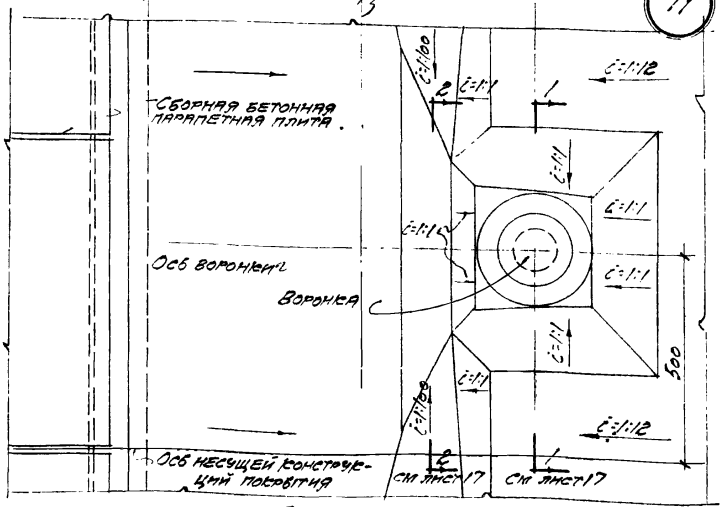 11
i=1:100
i=1:12
2
i=1:1
1
СБОРНАЯ БЕТОННАЯ
ПАРАПЕТНАЯ ПЛИТА.
i=1:1
i=1:1
i=1:1
ОСЬ ВОРОНКИ
i=1:1
ВОРОНКА
i=1:1
500
i=1:1
i=1:100
i=1:12
ОСЬ НЕСУЩЕЙ КОНСТРУК-
ЦИЙ ПОКРЫТИЯ
2
1
СМ ЛИСТ 17
СМ ЛИСТ 17